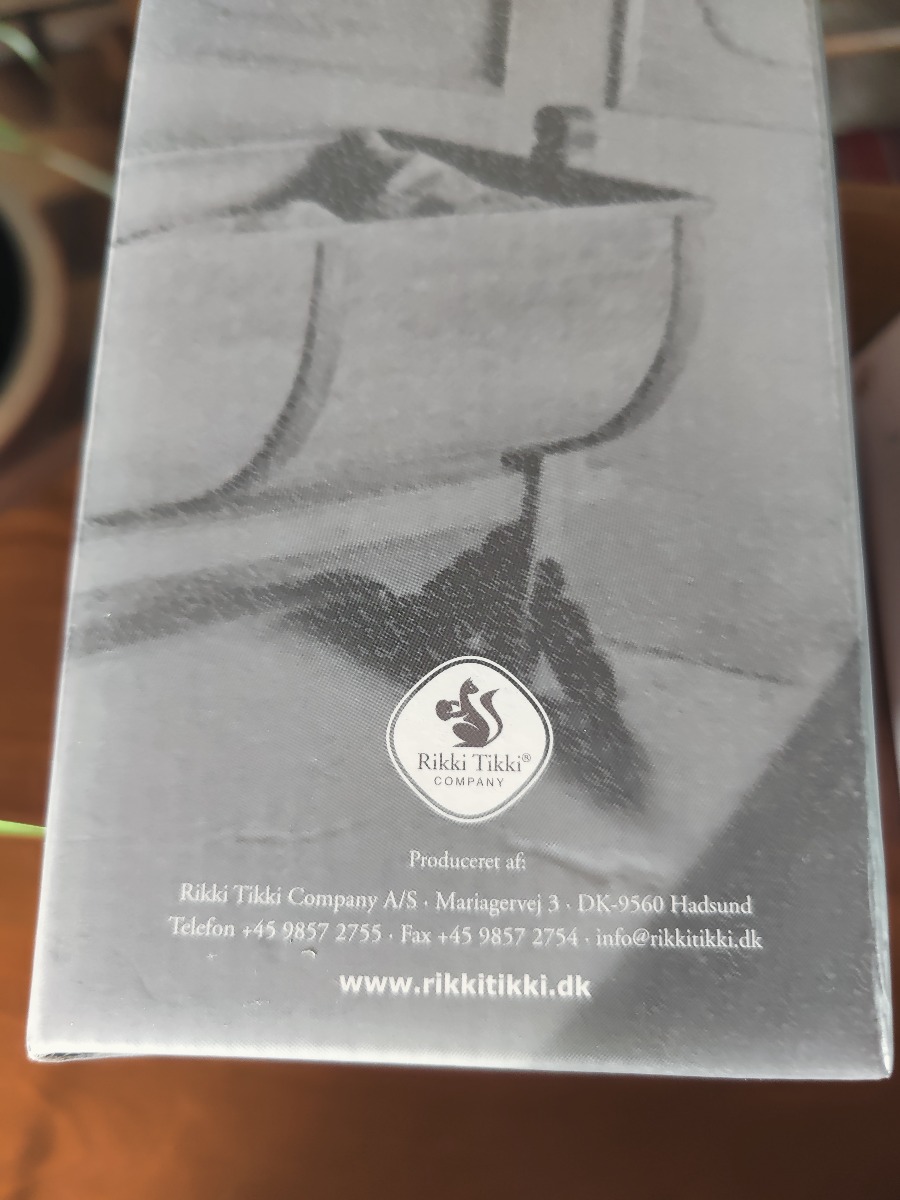 Rikki Tikki®
COMPANY
Produceret af:
Rikki Tikki Company A/S · Mariagervej 3 · DK-9560 Hadsund
Telefon +45 9857 2755 · Fax +45 9857 2754 · info@rikkitikki.dk
www.rikkitikki.dk